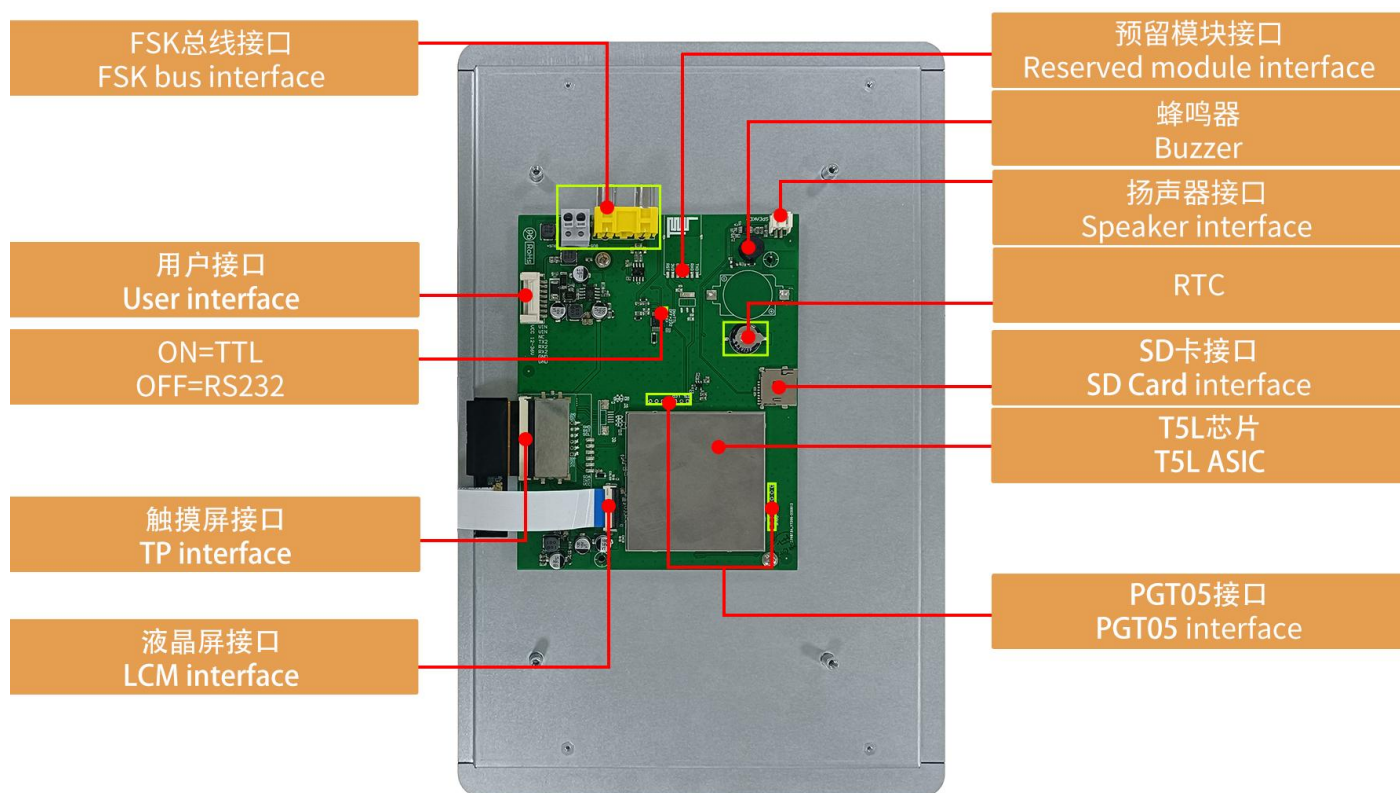 FSK总线接口
FSK bus interface
用户接口
User interface
ON=TTL
OFF=RS232
触摸屏接口
TP interface
液晶屏接口
LCM interface
预留模块接口
Reserved module interface
蜂鸣器
Buzzer
扬声器接口
Speaker interface
RTC
SD卡接口
SD Card interface
T5L芯片
T5L ASIC
PGT05接口
PGT05 interface
RoHS